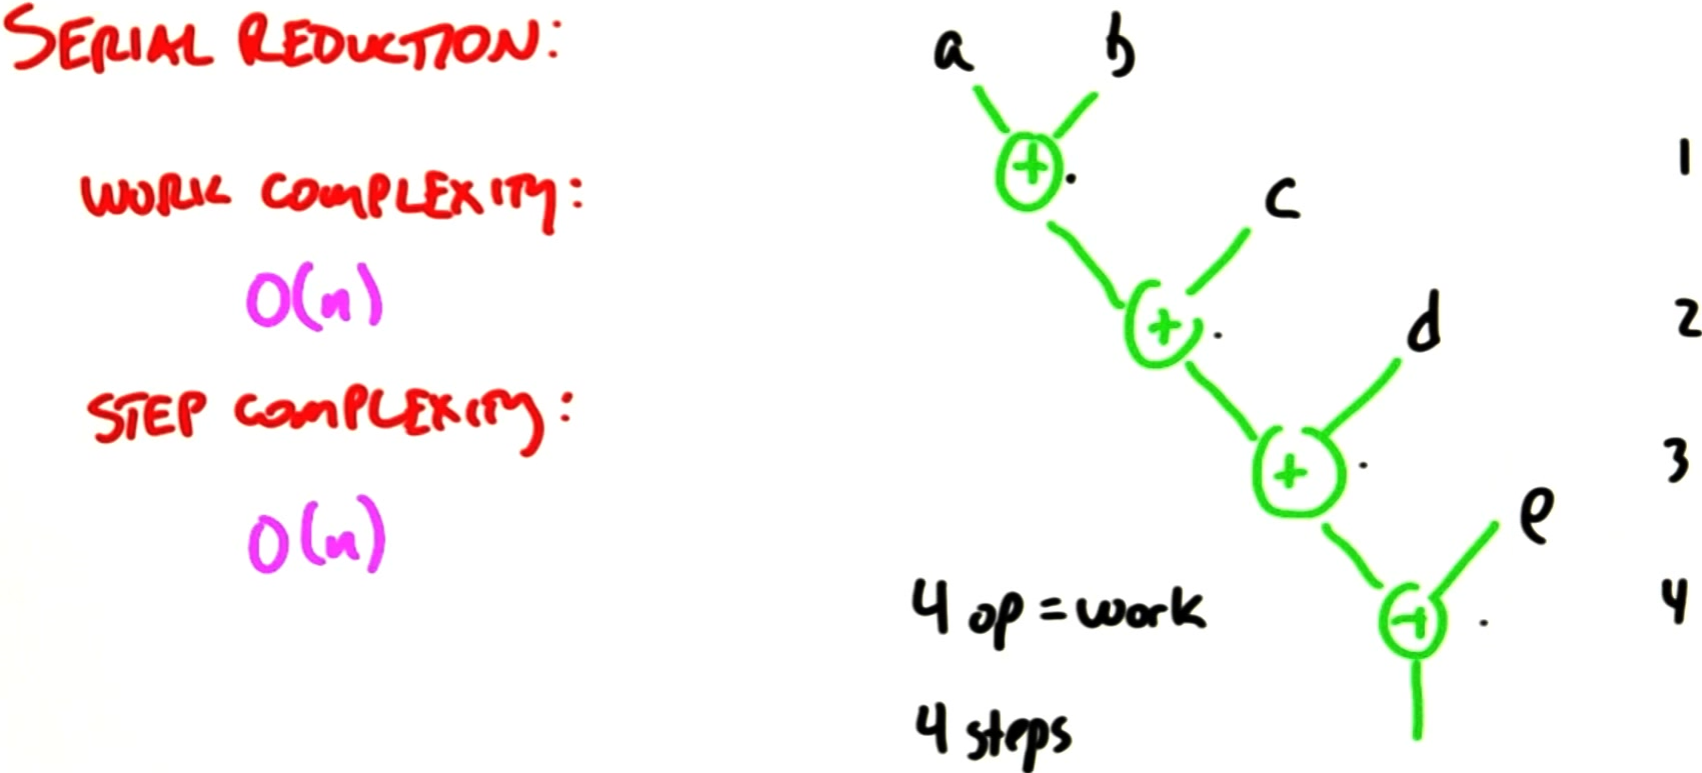 SERIAL REDUCTION:
WORK COMPLEXITY:
O(n)
STEP COMPLEXITY:
O(n)
a b
+
c
+
d
+
e
+
1
2
3
4
4 op = work
4 steps